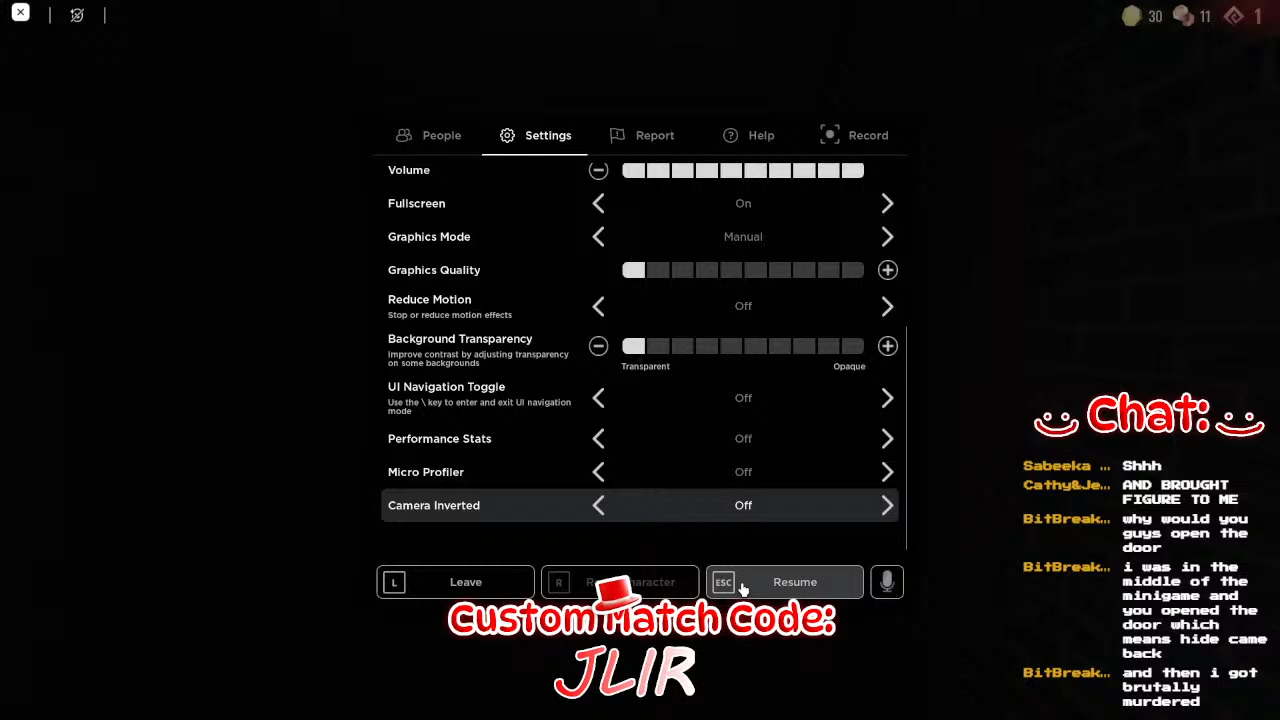 30 11 1
People Settings Report Help Record
Volume
Fullscreen On
Graphics Mode Manual
Graphics Quality
Reduce Motion Off
Stop or reduce motion effects
Background Transparency
Improve contrast by adjusting transparency
on some backgrounds
Transparent Opaque
UI Navigation Toggle Off
Use the \ key to enter and exit UI navigation
mode
Performance Stats Off
Micro Profiler Off
Camera Inverted Off
L Leave R Character ESC Resume
Custom Match Code:
JLIR
Chat:
Sabeeka ... Shhh
Cathy&Je... AND BROUGHT
FIGURE TO ME
BitBreak... why would you
guys open the
door
BitBreak... i was in the
middle of the
minigame and
you opened the
door which
means hide came
back
BitBreak... and then i got
brutally
murdered